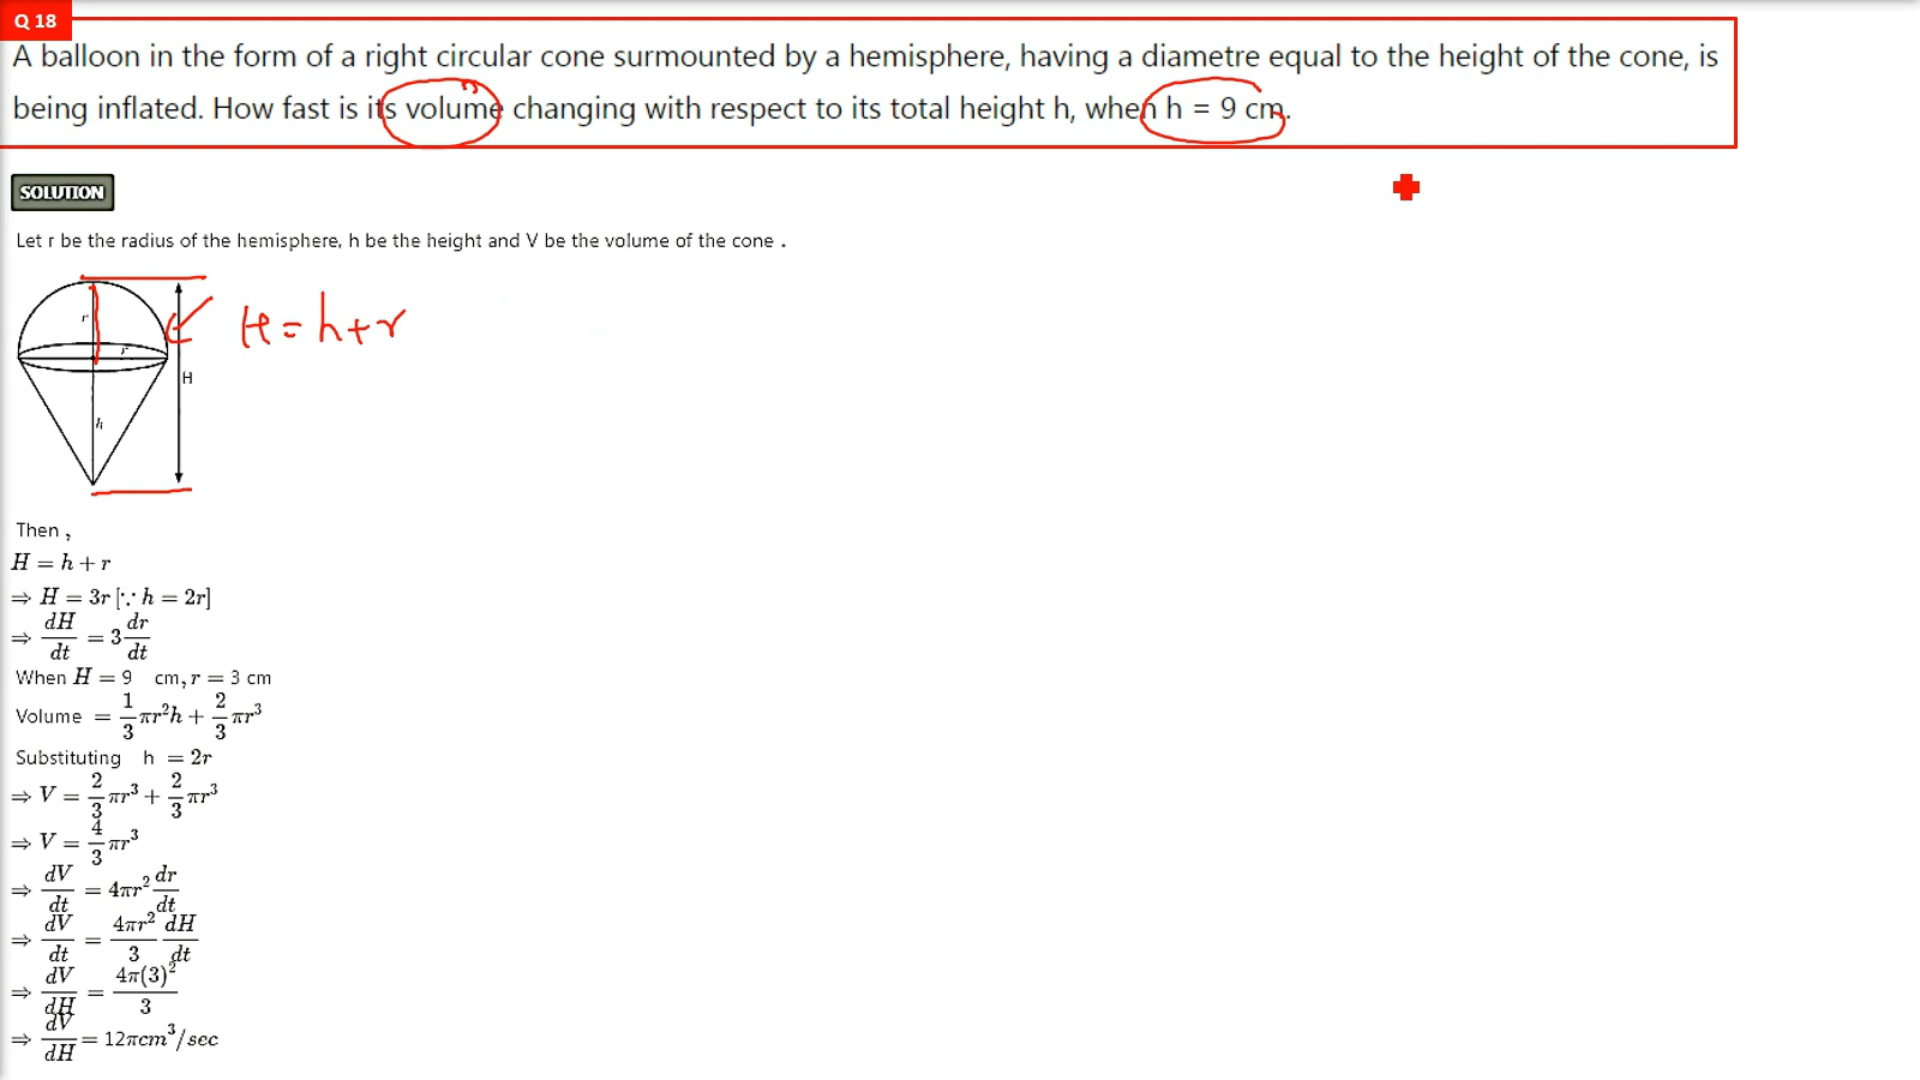 Q 18
A balloon in the form of a right circular cone surmounted by a hemisphere, having a diametre equal to the height of the cone, is
being inflated. How fast is its volume changing with respect to its total height h, when h = 9 cm.
SOLUTION
Let r be the radius of the hemisphere, h be the height and V be the volume of the cone .
r
r
H
h
H = h + r
Then ,
H = h + r
⇒ H = 3r [∵ h = 2r]
⇒ dH/dt = 3 dr/dt
When H = 9 cm, r = 3 cm
Volume = 1/3 πr²h + 2/3 πr³
Substituting h = 2r
⇒ V = 2/3 πr³ + 2/3 πr³
⇒ V = 4/3 πr³
⇒ dV/dt = 4πr² dr/dt
⇒ dV/dt = 4πr²/3 dH/dt
⇒ dV/dH = 4π(3)²/3
⇒ dV/dH = 12πcm³/sec